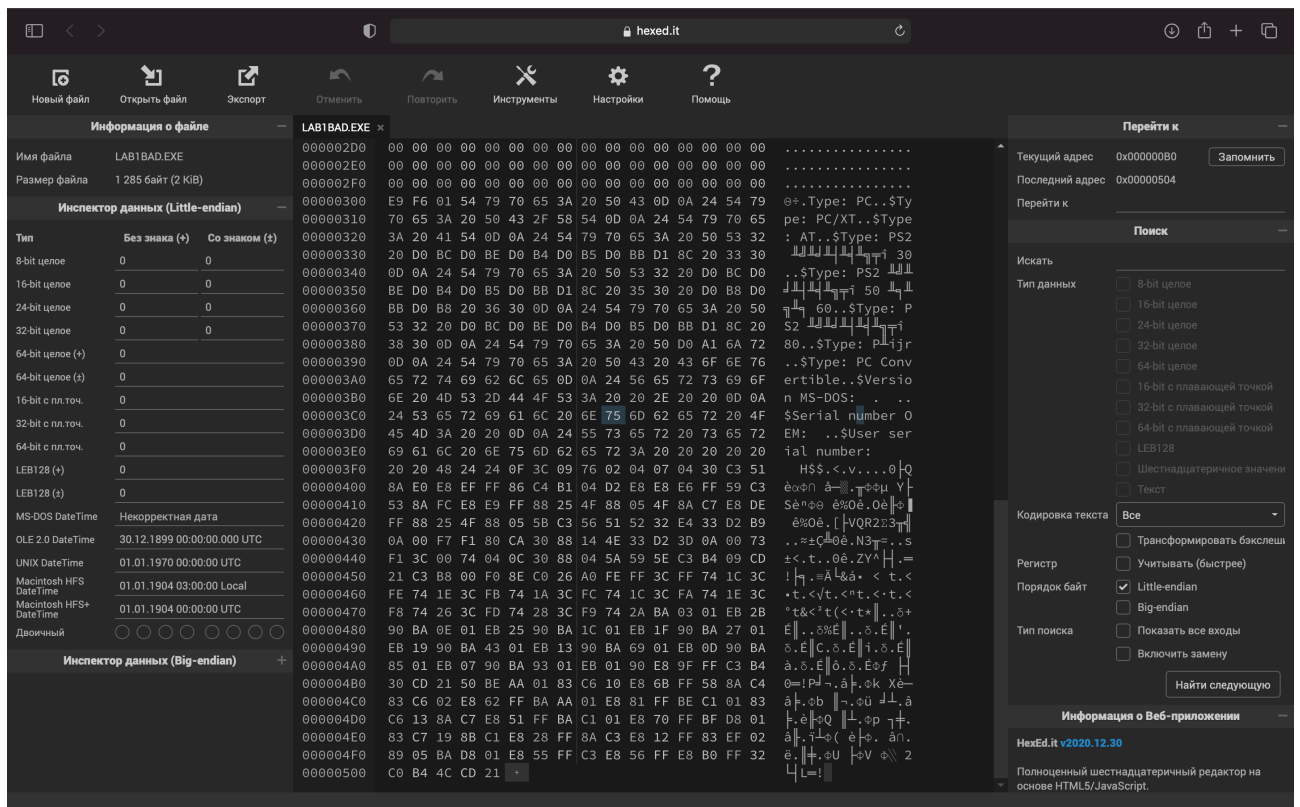 hexed.it
Новый файл Открыть файл Экспорт Отменить Повторить Инструменты Настройки Помощь
Информация о файле
Имя файла LAB1BAD.EXE
Размер файла 1 285 байт (2 KiB)
Инспектор данных (Little-endian)
Тип Без знака (+) Со знаком (±)
8-bit целое 0 0
16-bit целое 0 0
24-bit целое 0 0
32-bit целое 0 0
64-bit целое (+) 0
64-bit целое (±) 0
16-bit с пл.точ. 0
32-bit с пл.точ. 0
64-bit с пл.точ. 0
LEB128 (+) 0
LEB128 (±) 0
MS-DOS DateTime Некорректная дата
OLE 2.0 DateTime 30.12.1899 00:00:00.000 UTC
UNIX DateTime 01.01.1970 00:00:00 UTC
Macintosh HFS DateTime 01.01.1904 03:00:00 Local
Macintosh HFS+ DateTime 01.01.1904 00:00:00 UTC
Двоичный
Инспектор данных (Big-endian)
LAB1BAD.EXE ×
000002D0 00 00 00 00 00 00 00 00 00 00 00 00 00 00 00 00 ................
000002E0 00 00 00 00 00 00 00 00 00 00 00 00 00 00 00 00 ................
000002F0 00 00 00 00 00 00 00 00 00 00 00 00 00 00 00 00 ................
00000300 E9 F6 01 54 79 70 65 3A 20 50 43 0D 0A 24 54 79 Θ÷.Type: PC..$Ty
00000310 70 65 3A 20 50 43 2F 58 54 0D 0A 24 54 79 70 65 pe: PC/XT..$Type
00000320 3A 20 41 54 0D 0A 24 54 79 70 65 3A 20 50 53 32 : AT..$Type: PS2
00000330 20 D0 BC D0 BE D0 B4 D0 B5 D0 BB D1 8C 20 33 30
00000340 0D 0A 24 54 79 70 65 3A 20 50 53 32 20 D0 BC D0
00000350 BE D0 B4 D0 B5 D0 BB D1 8C 20 35 30 20 D0 B8 D0
00000360 BB D0 B8 20 36 30 0D 0A 24 54 79 70 65 3A 20 50
00000370 53 32 20 D0 BC D0 BE D0 B4 D0 B5 D0 BB D1 8C 20
00000380 38 30 0D 0A 24 54 79 70 65 3A 20 50 D0 A1 6A 72
00000390 0D 0A 24 54 79 70 65 3A 20 50 43 20 43 6F 6E 76 ..$Type: PC Conv
000003A0 65 72 74 69 62 6C 65 0D 0A 24 56 65 72 73 69 6F ertible..$Versio
000003B0 6E 20 4D 53 2D 44 4F 53 3A 20 20 2E 20 20 0D 0A n MS-DOS:  .  ..
000003C0 24 53 65 72 69 61 6C 20 6E 75 6D 62 65 72 20 4F $Serial number O
000003D0 45 4D 3A 20 20 0D 0A 24 55 73 65 72 20 73 65 72 EM:  ..$User ser
000003E0 69 61 6C 20 6E 75 6D 62 65 72 3A 20 20 20 20 20 ial number:
000003F0 20 20 48 24 24 0F 3C 09 76 02 04 07 04 30 C3 51 H$$.<.v....0├Q
00000400 8A E0 E8 EF FF 86 C4 B1 04 D2 E8 E8 E6 FF 59 C3
00000410 53 8A FC E8 E9 FF 88 25 4F 88 05 4F 8A C7 E8 DE
00000420 FF 88 25 4F 88 05 5B C3 56 51 52 32 E4 33 D2 B9
00000430 0A 00 F7 F1 80 CA 30 88 14 4E 33 D2 3D 0A 00 73
00000440 F1 3C 00 74 04 0C 30 88 04 5A 59 5E C3 B4 09 CD
00000450 21 C3 B8 00 F0 8E C0 26 A0 FE FF 3C FF 74 1C 3C
00000460 FE 74 1E 3C FB 74 1A 3C FC 74 1C 3C FA 74 1E 3C
00000470 F8 74 26 3C FD 74 28 3C F9 74 2A BA 03 01 EB 2B
00000480 90 BA 0E 01 EB 25 90 BA 1C 01 EB 1F 90 BA 27 01
00000490 EB 19 90 BA 43 01 EB 13 90 BA 69 01 EB 0D 90 BA
000004A0 85 01 EB 07 90 BA 93 01 EB 01 90 E8 9F FF C3 B4
000004B0 30 CD 21 50 BE AA 01 83 C6 10 E8 6B FF 58 8A C4
000004C0 83 C6 02 E8 62 FF BA AA 01 E8 81 FF BE C1 01 83
000004D0 C6 13 8A C7 E8 51 FF BA C1 01 E8 70 FF BF D8 01
000004E0 83 C7 19 8B C1 E8 28 FF 8A C3 E8 12 FF 83 EF 02
000004F0 89 05 BA D8 01 E8 55 FF C3 E8 56 FF E8 B0 FF 32
00000500 C0 B4 4C CD 21 + └┤L═!
Перейти к
Текущий адрес 0x000000B0 Запомнить
Последний адрес 0x00000504
Перейти к
Поиск
Искать
Тип данных 8-bit целое
16-bit целое
24-bit целое
32-bit целое
64-bit целое
16-bit с плавающей точкой
32-bit с плавающей точкой
64-bit с плавающей точкой
LEB128
Шестнадцатеричное значени
Текст
Кодировка текста Все
Трансформировать бэкслеш
Регистр Учитывать (быстрее)
Порядок байт Little-endian
Big-endian
Тип поиска Показать все входы
Включить замену
Найти следующую
Информация о Веб-приложении
HexEd.it v2020.12.30
Полноценный шестнадцатеричный редактор на
основе HTML5/JavaScript.